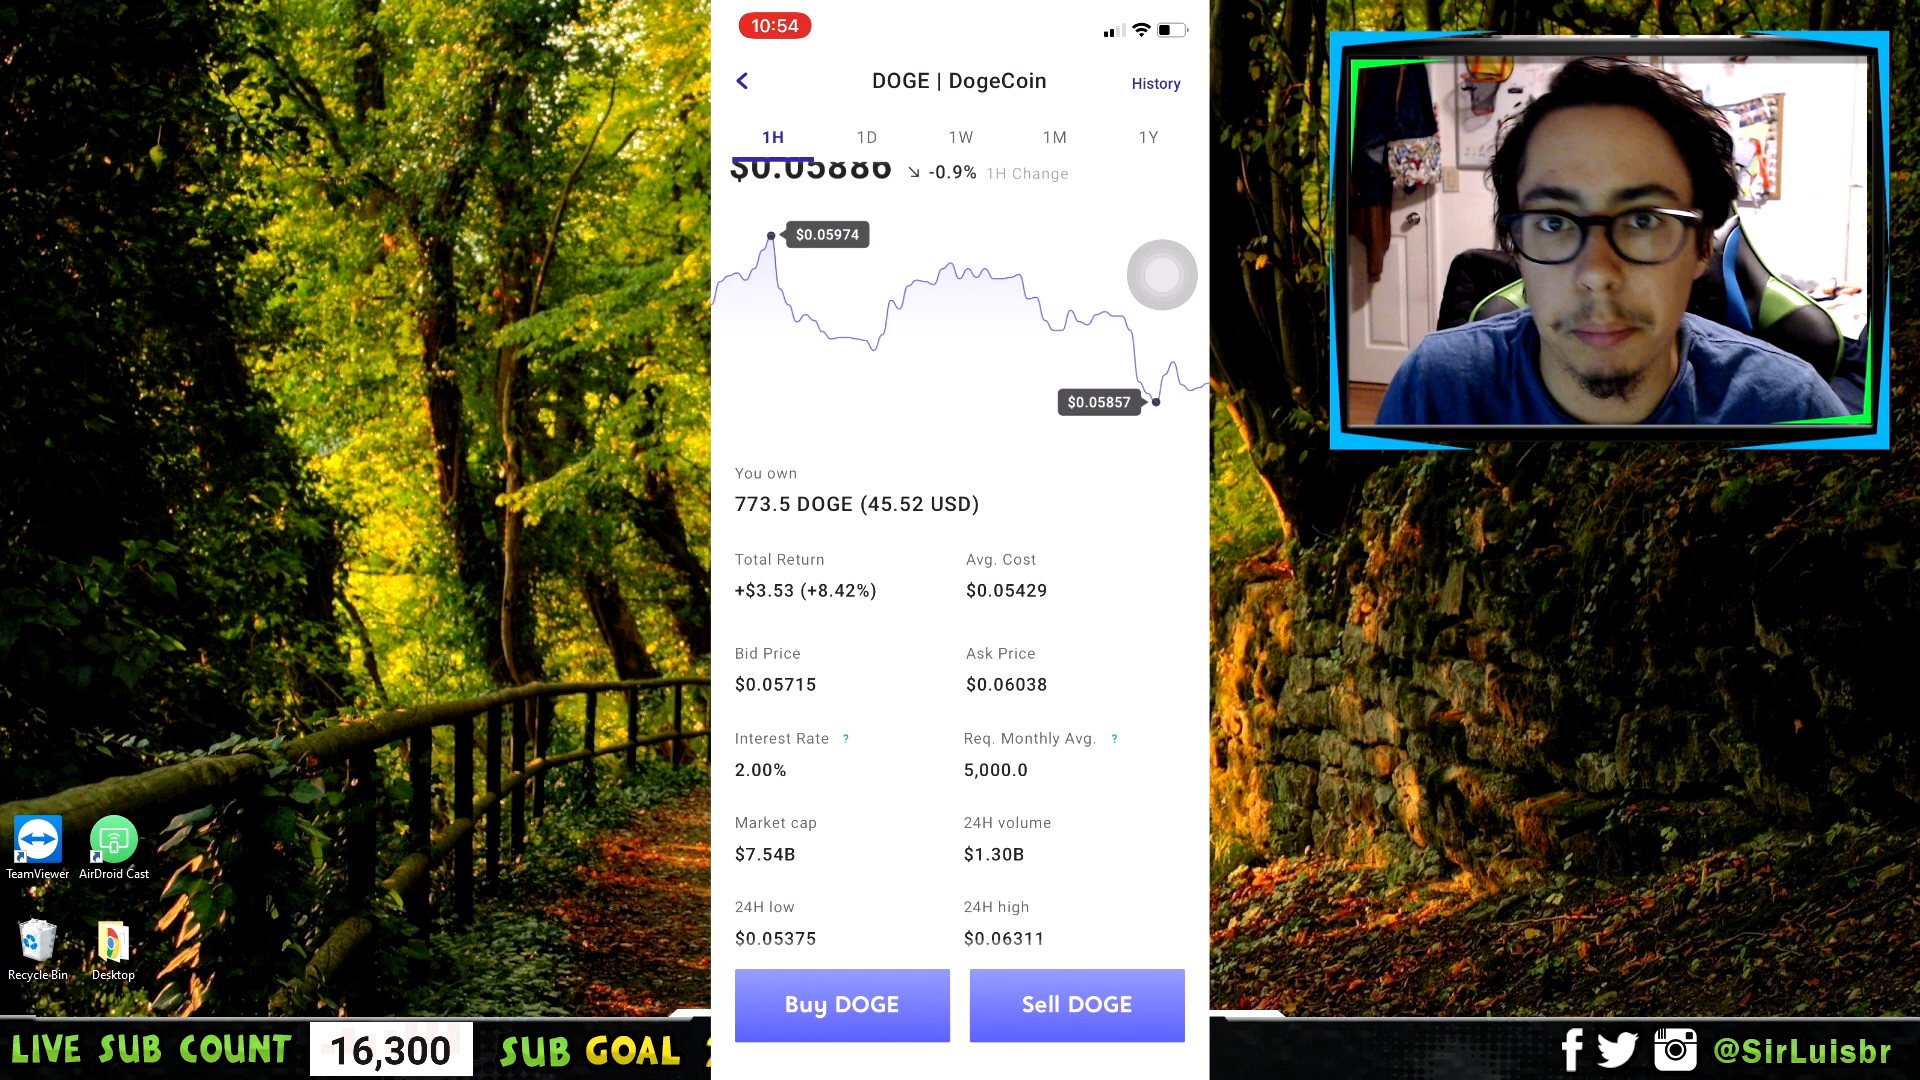 10:54
DOGE | DogeCoin
History
1H 1D 1W 1M 1Y
$0.05886 -0.9% 1H Change
$0.05974
$0.05857
You own
773.5 DOGE (45.52 USD)
Total Return Avg. Cost
+$3.53 (+8.42%) $0.05429
Bid Price Ask Price
$0.05715 $0.06038
Interest Rate ? Req. Monthly Avg. ?
2.00% 5,000.0
Market cap 24H volume
$7.54B $1.30B
24H low 24H high
$0.05375 $0.06311
Buy DOGE Sell DOGE
TeamViewer AirDroid Cast
Recycle Bin Desktop
LIVE SUB COUNT 16,300 SUB GOAL
@SirLuisbr